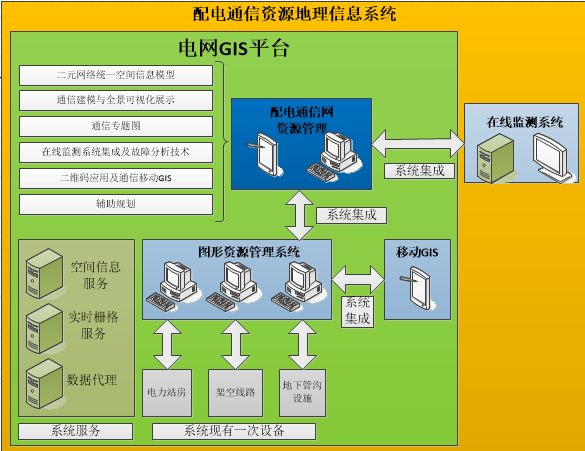 配电通信资源地理信息系统
电网GIS平台
二元网络统一空间信息模型
通信建模与全景可视化展示
通信专题图
在线监测系统集成及故障分析技术
二维码应用及通信移动GIS
辅助规划
配电通信网
资源管理
在线监测系统
系统集成
系统集成
图形资源管理系统
移动GIS
系统
集成
空间信息
服务
实时栅格
服务
数据代理
电力站房
架空线路
地下管沟
设施
系统服务
系统现有一次设备